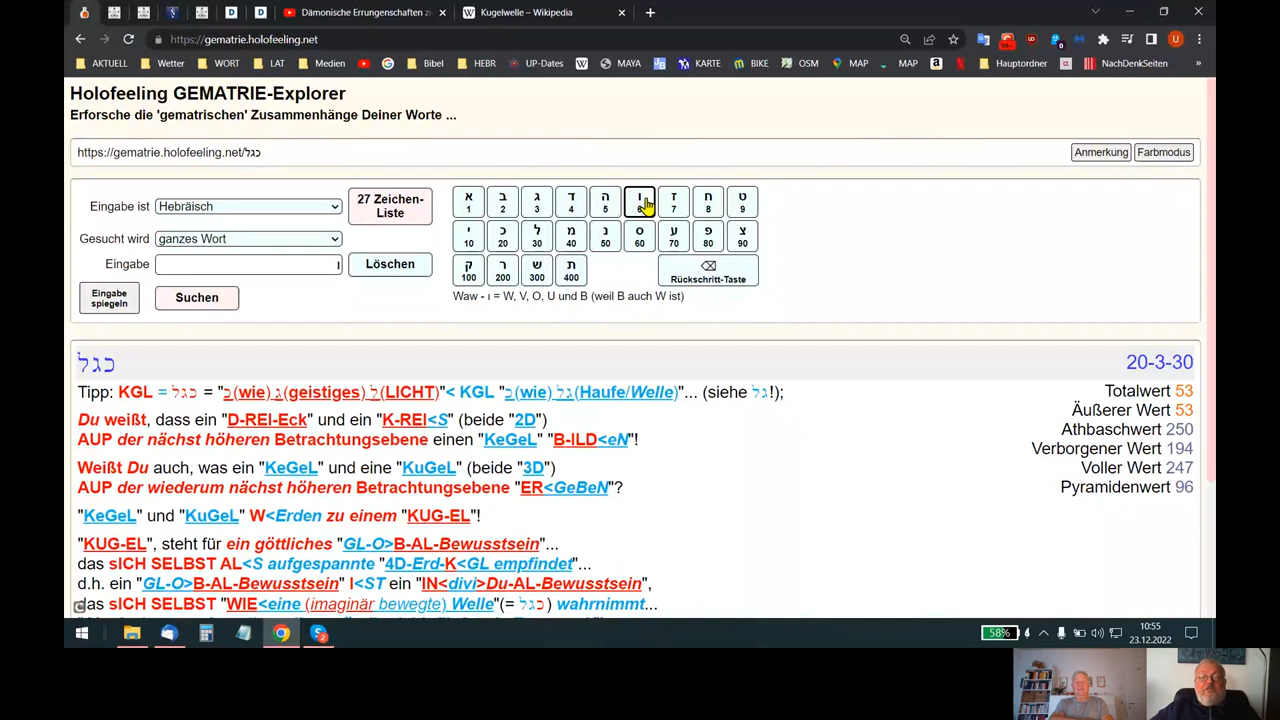 Dämonische Errungenschaften z
Kugelwelle – Wikipedia
https://gematrie.holofeeling.net
AKTUELL Wetter WORT LAT Medien Bibel HEBR UP-Dates MAYA KARTE BIKE OSM MAP MAP Hauptordner NachDenkSeiten »
Holofeeling GEMATRIE-Explorer
Erforsche die 'gematrischen' Zusammenhänge Deiner Worte ...
https://gematrie.holofeeling.net/כגל
Anmerkung Farbmodus
Eingabe ist Hebräisch
27 Zeichen-Liste
Gesucht wird ganzes Wort
Eingabe ו
Löschen
Eingabe spiegeln
Suchen
א ב ג ד ה ו ז ח ט
1 2 3 4 5 6 7 8 9
י כ ל מ נ ס ע פ צ
10 20 30 40 50 60 70 80 90
ק ר ש ת
100 200 300 400
Rückschritt-Taste
Waw - ו = W, V, O, U und B (weil B auch W ist)
כגל 20-3-30
Tipp: KGL = כגל = "כ(wie) ג(geistiges) ל(LICHT)"< KGL "כ(wie) גל(Haufe/Welle)"... (siehe גל!);
Du weißt, dass ein "D-REI-Eck" und ein "K-REI<S" (beide "2D")
AUP der nächst höheren Betrachtungsebene einen "KeGeL" "B-ILD<eN"!
Weißt Du auch, was ein "KeGeL" und eine "KuGeL" (beide "3D")
AUP der wiederum nächst höheren Betrachtungsebene "ER<GeBeN"?
"KeGeL" und "KuGeL" W<Erden zu einem "KUG-EL"!
"KUG-EL", steht für ein göttliches "GL-O>B-AL-Bewusstsein"...
das sICH SELBST AL<S aufgespannte "4D-Erd-K<GL empfindet"...
d.h. ein "GL-O>B-AL-Bewusstsein" I<ST ein "IN<divi>Du-AL-Bewusstsein",
das sICH SELBST "WIE<eine (imaginär bewegte) Welle"(= כגל) wahrnimmt...
Totalwert 53
Äußerer Wert 53
Athbaschwert 250
Verborgener Wert 194
Voller Wert 247
Pyramidenwert 96
58%
10:55
23.12.2022